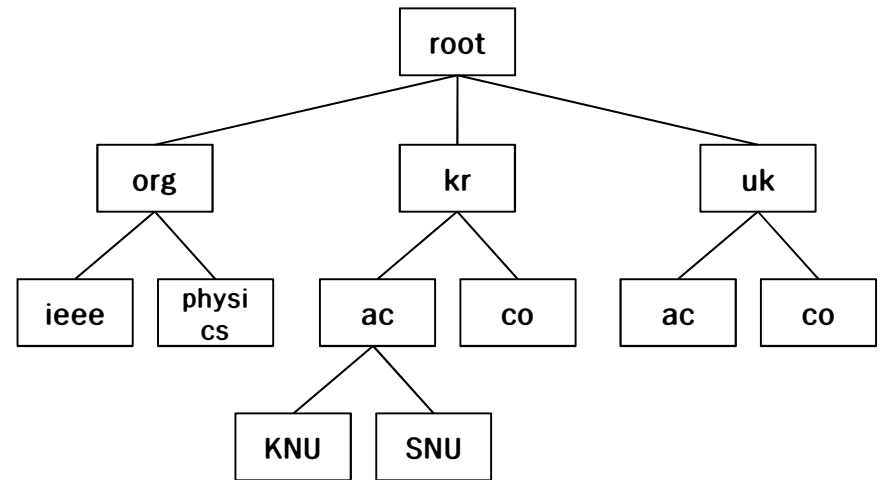 root
org
kr
uk
ieee
physi
cs
ac
co
ac
co
KNU
SNU